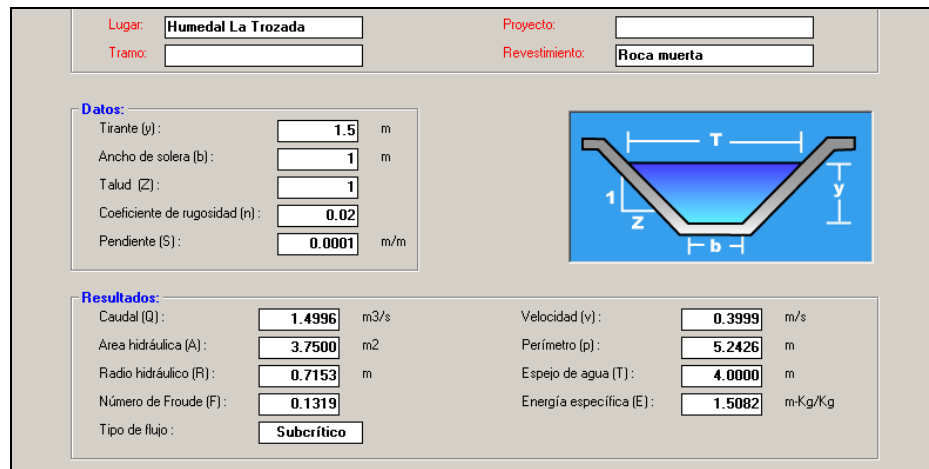 Lugar: Humedal La Trozada Proyecto:
Tramo: Revestimiento: Roca muerta
Datos:
Tirante (y) : 1.5 m
Ancho de solera (b) : 1 m
Talud (Z) : 1
Coeficiente de rugosidad (n) : 0.02
Pendiente (S) : 0.0001 m/m
T
1
Z
y
b
Resultados:
Caudal (Q) : 1.4996 m3/s Velocidad (v) : 0.3999 m/s
Area hidráulica (A) : 3.7500 m2 Perímetro (p) : 5.2426 m
Radio hidráulico (R) : 0.7153 m Espejo de agua (T) : 4.0000 m
Número de Froude (F) : 0.1319 Energía específica (E) : 1.5082 m-Kg/Kg
Tipo de flujo : Subcrítico